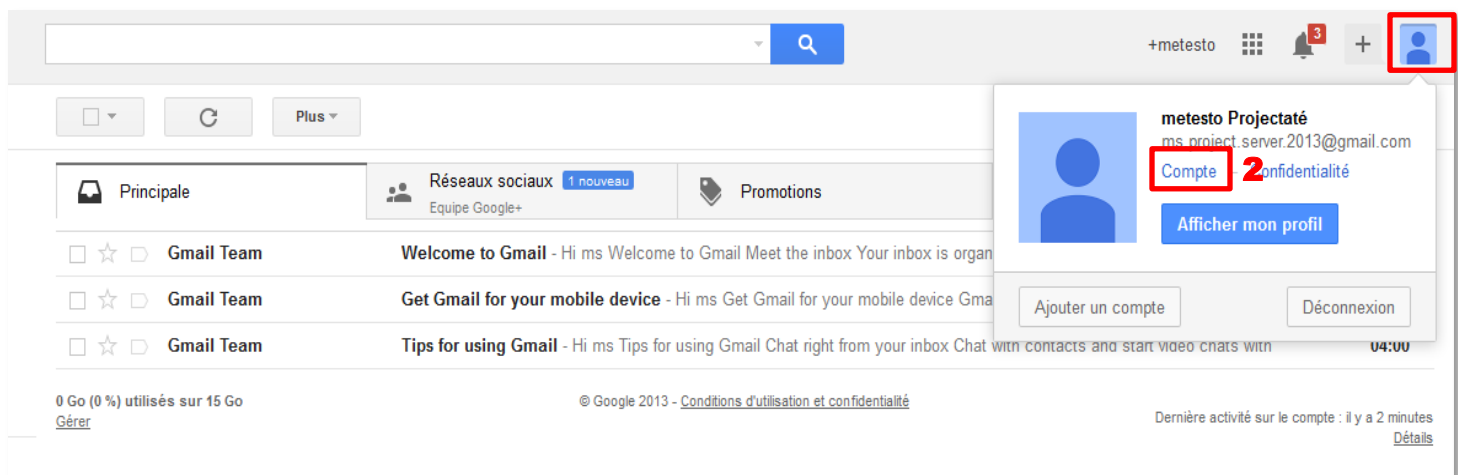 +metesto 3 +
Plus
metesto Projectaté
ms.project.server.2013@gmail.com
Compte 2 Confidentialité
Afficher mon profil
Ajouter un compte Déconnexion
Principale
Réseaux sociaux 1 nouveau
Equipe Google+
Promotions
Gmail Team Welcome to Gmail - Hi ms Welcome to Gmail Meet the inbox Your inbox is organ
Gmail Team Get Gmail for your mobile device - Hi ms Get Gmail for your mobile device Gma
Gmail Team Tips for using Gmail - Hi ms Tips for using Gmail Chat right from your inbox Chat with contacts and start video chats with 04:00
0 Go (0 %) utilisés sur 15 Go
Gérer
© Google 2013 - Conditions d'utilisation et confidentialité
Dernière activité sur le compte : il y a 2 minutes
Détails